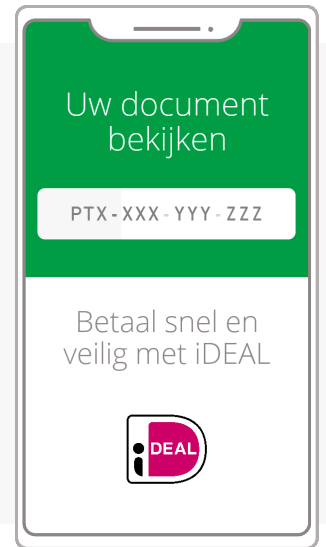 Uw document
bekijken
PTX-XXX-YYY-ZZZ
Betaal snel en
veilig met iDEAL
iDEAL